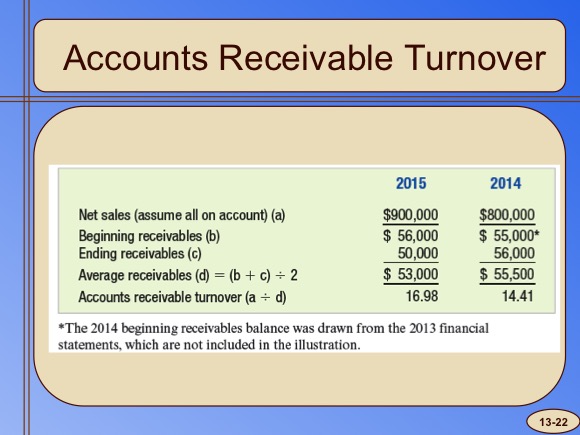 Accounts Receivable Turnover
2015 2014
Net sales (assume all on account) (a) $900,000 $800,000
Beginning receivables (b) $ 56,000 $ 55,000*
Ending receivables (c) 50,000 56,000
Average receivables (d) = (b + c) ÷ 2 $ 53,000 $ 55,500
Accounts receivable turnover (a ÷ d) 16.98 14.41
*The 2014 beginning receivables balance was drawn from the 2013 financial
statements, which are not included in the illustration.
13-22